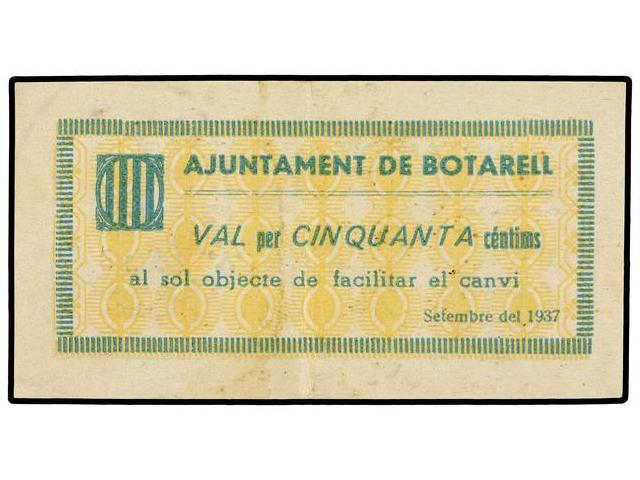 AJUNTAMENT DE BOTARELL
VAL per CINQUANTA cèntims
al sol objecte de facilitar el canvi
Setembre del 1937